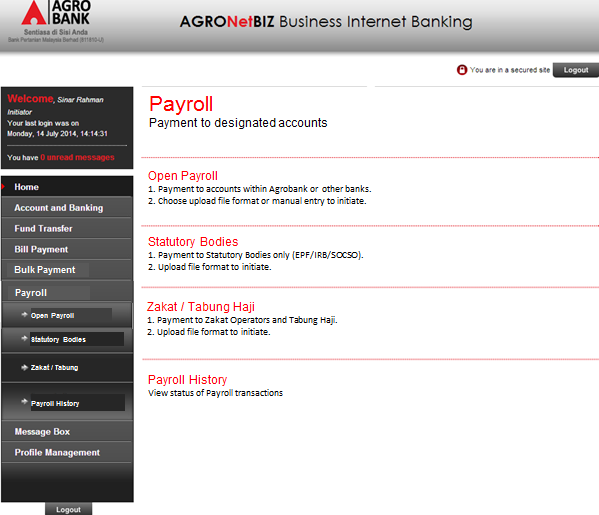 AGRO
BANK
Sentiasa di Sisi Anda
Bank Pertanian Malaysia Berhad (811810-U)
AGRONetBIZ Business Internet Banking
You are in a secured site
Logout
Welcome, Sinar Rahman
Initiator
Your last login was on
Monday, 14 July 2014, 14:14:31
You have 0 unread messages
Home
Account and Banking
Fund Transfer
Bill Payment
Bulk Payment
Payroll
Open Payroll
Statutory Bodies
Zakat / Tabung
Payroll History
Message Box
Profile Management
Logout
Payroll
Payment to designated accounts
Open Payroll
1. Payment to accounts within Agrobank or other banks.
2. Choose upload file format or manual entry to initiate.
Statutory Bodies
1. Payment to Statutory Bodies only (EPF/IRB/SOCSO).
2. Upload file format to initiate.
Zakat / Tabung Haji
1. Payment to Zakat Operators and Tabung Haji.
2. Upload file format to initiate.
Payroll History
View status of Payroll transactions